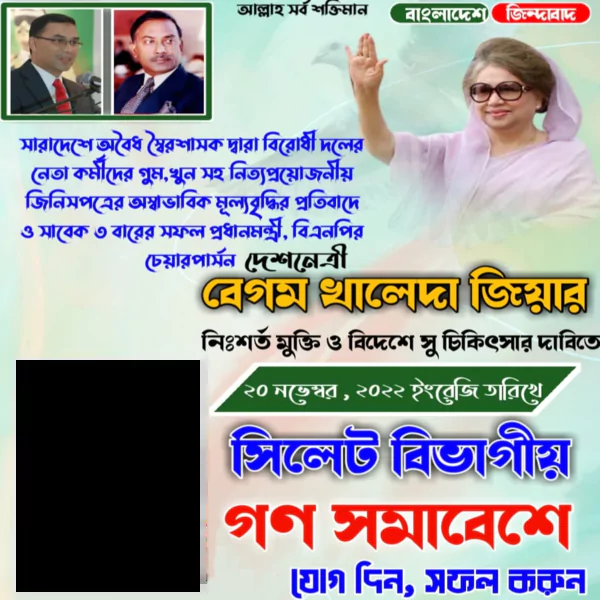 আল্লাহ সর্ব শক্তিমান
বাংলাদেশ জিন্দাবাদ
সারাদেশে অবৈধ স্বৈরশাসক দ্বারা বিরোধী দলের
নেতা কর্মীদের গুম,খুন সহ নিত্যপ্রয়োজনীয়
জিনিসপত্রের অস্বাভাবিক মূল্যবৃদ্ধির প্রতিবাদে
ও সাবেক ৩ বারের সফল প্রধানমন্ত্রী, বিএনপির
চেয়ারপার্সন দেশনেত্রী
বেগম খালেদা জিয়ার
নিঃশর্ত মুক্তি ও বিদেশে সু চিকিৎসার দাবিতে
২০ নভেম্বর , ২০২২ ইংরেজি তারিখে
সিলেট বিভাগীয়
গণ সমাবেশে
যোগ দিন, সফল করুন